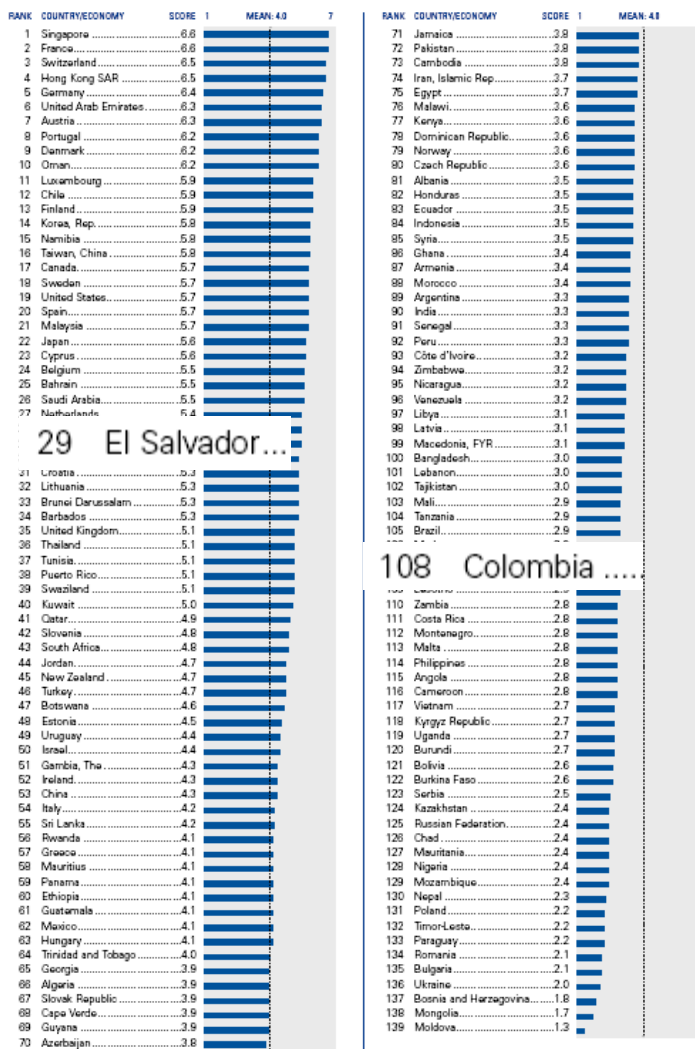 RANK COUNTRY/ECONOMY SCORE 1 MEAN: 4.0 7
1 Singapore 6.6
2 France 6.6
3 Switzerland 6.5
4 Hong Kong SAR 6.5
5 Germany 6.4
6 United Arab Emirates 6.3
7 Austria 6.3
8 Portugal 6.2
9 Denmark 6.2
10 Oman 6.2
11 Luxembourg 5.9
12 Chile 5.9
13 Finland 5.9
14 Korea, Rep. 5.8
15 Namibia 5.8
16 Taiwan, China 5.8
17 Canada 5.7
18 Sweden 5.7
19 United States 5.7
20 Spain 5.7
21 Malaysia 5.7
22 Japan 5.6
23 Cyprus 5.6
24 Belgium 5.5
25 Bahrain 5.5
26 Saudi Arabia 5.5
27 Netherlands 5.4
29 El Salvador...
31 Croatia 5.3
32 Lithuania 5.3
33 Brunei Darussalam 5.3
34 Barbados 5.3
35 United Kingdom 5.1
36 Thailand 5.1
37 Tunisia 5.1
38 Puerto Rico 5.1
39 Swaziland 5.1
40 Kuwait 5.0
41 Qatar 4.9
42 Slovenia 4.8
43 South Africa 4.8
44 Jordan 4.7
45 New Zealand 4.7
46 Turkey 4.7
47 Botswana 4.6
48 Estonia 4.5
49 Uruguay 4.4
50 Israel 4.4
51 Gambia, The 4.3
52 Ireland 4.3
53 China 4.3
54 Italy 4.2
55 Sri Lanka 4.2
56 Rwanda 4.1
57 Greece 4.1
58 Mauritius 4.1
59 Panama 4.1
60 Ethiopia 4.1
61 Guatemala 4.1
62 Mexico 4.1
63 Hungary 4.1
64 Trinidad and Tobago 4.0
65 Georgia 3.9
66 Algeria 3.9
67 Slovak Republic 3.9
68 Cape Verde 3.9
69 Guyana 3.9
70 Azerbaijan 3.8
RANK COUNTRY/ECONOMY SCORE 1 MEAN: 4.0
71 Jamaica 3.8
72 Pakistan 3.8
73 Cambodia 3.8
74 Iran, Islamic Rep. 3.7
75 Egypt 3.7
76 Malawi 3.6
77 Kenya 3.6
78 Dominican Republic 3.6
79 Norway 3.6
80 Czech Republic 3.6
81 Albania 3.5
82 Honduras 3.5
83 Ecuador 3.5
84 Indonesia 3.5
85 Syria 3.5
86 Ghana 3.4
87 Armenia 3.4
88 Morocco 3.4
89 Argentina 3.3
90 India 3.3
91 Senegal 3.3
92 Peru 3.3
93 Côte d'Ivoire 3.2
94 Zimbabwe 3.2
95 Nicaragua 3.2
96 Venezuela 3.2
97 Libya 3.1
98 Latvia 3.1
99 Macedonia, FYR 3.1
100 Bangladesh 3.0
101 Lebanon 3.0
102 Tajikistan 3.0
103 Mali 2.9
104 Tanzania 2.9
105 Brazil 2.9
108 Colombia .....
110 Zambia 2.8
111 Costa Rica 2.8
112 Montenegro 2.8
113 Malta 2.8
114 Philippines 2.8
115 Angola 2.8
116 Cameroon 2.8
117 Vietnam 2.7
118 Kyrgyz Republic 2.7
119 Uganda 2.7
120 Burundi 2.7
121 Bolivia 2.6
122 Burkina Faso 2.6
123 Serbia 2.5
124 Kazakhstan 2.4
125 Russian Federation 2.4
126 Chad 2.4
127 Mauritania 2.4
128 Nigeria 2.4
129 Mozambique 2.4
130 Nepal 2.3
131 Poland 2.2
132 Timor-Leste 2.2
133 Paraguay 2.2
134 Romania 2.1
135 Bulgaria 2.1
136 Ukraine 2.0
137 Bosnia and Herzegovina 1.8
138 Mongolia 1.7
139 Moldova 1.3